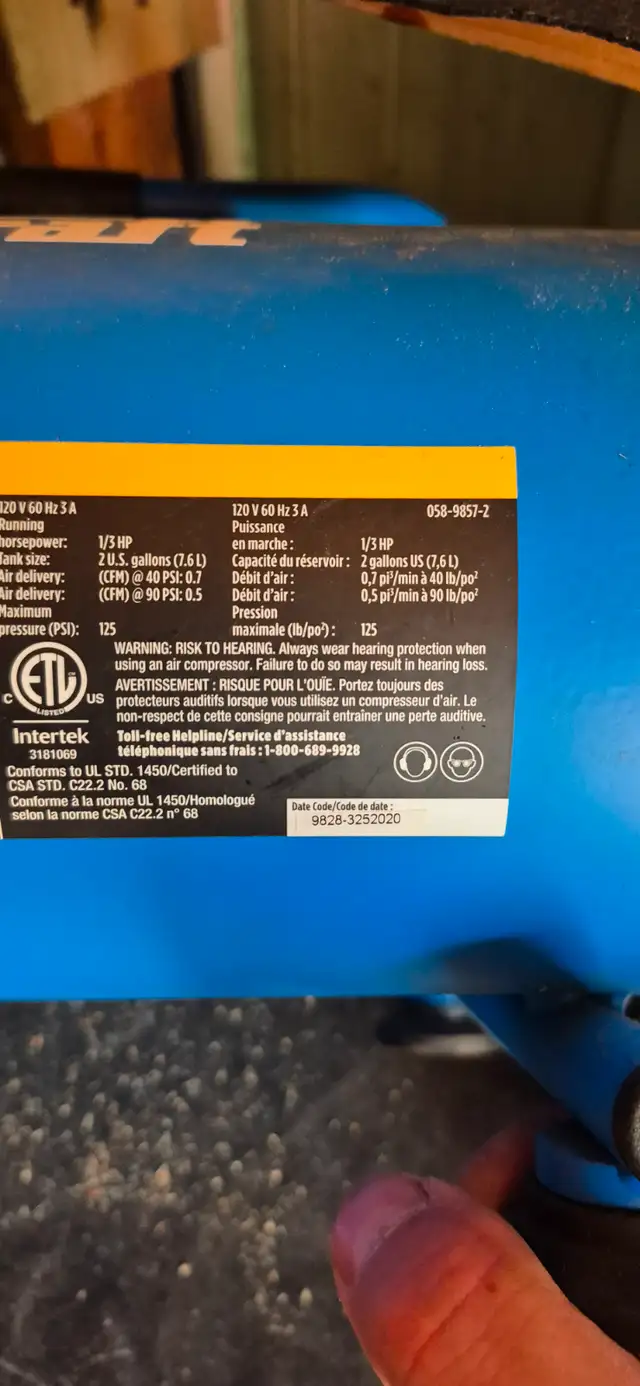 aft
120 V 60 Hz 3 A
Running
horsepower: 1/3 HP
Tank size: 2 U.S. gallons (7.6 L)
Air delivery: (CFM) @ 40 PSI: 0.7
Air delivery: (CFM) @ 90 PSI: 0.5
Maximum
pressure (PSI): 125
120 V 60 Hz 3 A 058-9857-2
Puissance
en marche : 1/3 HP
Capacité du réservoir : 2 gallons US (7,6 L)
Débit d'air : 0,7 pi³/min à 40 lb/po²
Débit d'air : 0,5 pi³/min à 90 lb/po²
Pression
maximale (lb/po²) : 125
WARNING: RISK TO HEARING. Always wear hearing protection when
using an air compressor. Failure to do so may result in hearing loss.
AVERTISSEMENT : RISQUE POUR L'OUÏE. Portez toujours des
protecteurs auditifs lorsque vous utilisez un compresseur d'air. Le
non-respect de cette consigne pourrait entraîner une perte auditive.
C ETL US
LISTED
Intertek
3181069
Toll-free Helpline/Service d'assistance
téléphonique sans frais : 1-800-689-9928
Conforms to UL STD. 1450/Certified to
CSA STD. C22.2 No. 68
Conforme à la norme UL 1450/Homologué
selon la norme CSA C22.2 n° 68
Date Code/Code de date :
9828-3252020